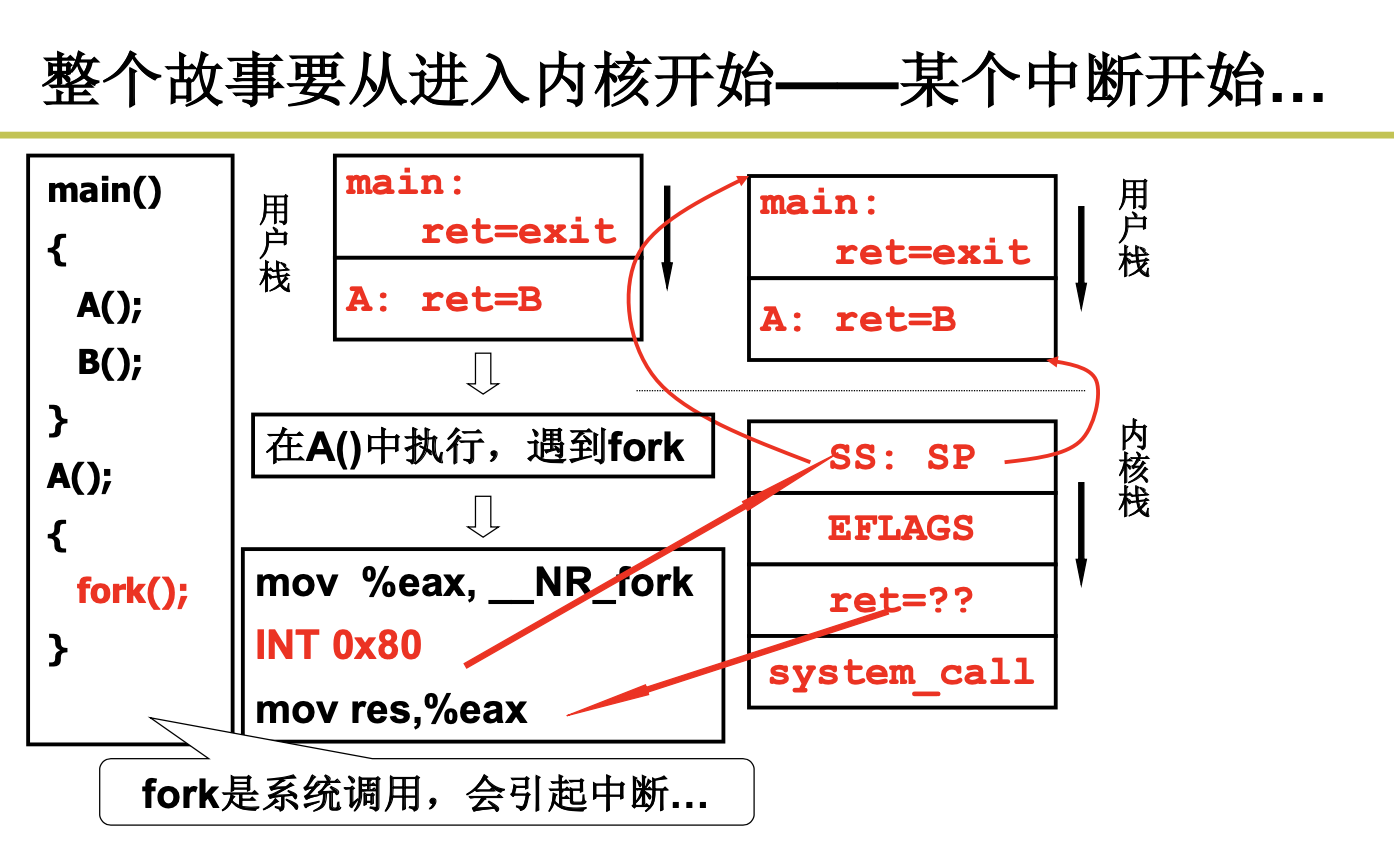 整个故事要从进入内核开始——某个中断开始…
main()
{
A();
B();
}
A();
{
fork();
}
用户栈
main:
ret=exit
A: ret=B
在A()中执行，遇到fork
mov %eax, __NR_fork
INT 0x80
mov res,%eax
fork是系统调用，会引起中断…
main:
ret=exit
A: ret=B
用户栈
SS: SP
EFLAGS
ret=??
system_call
内核栈